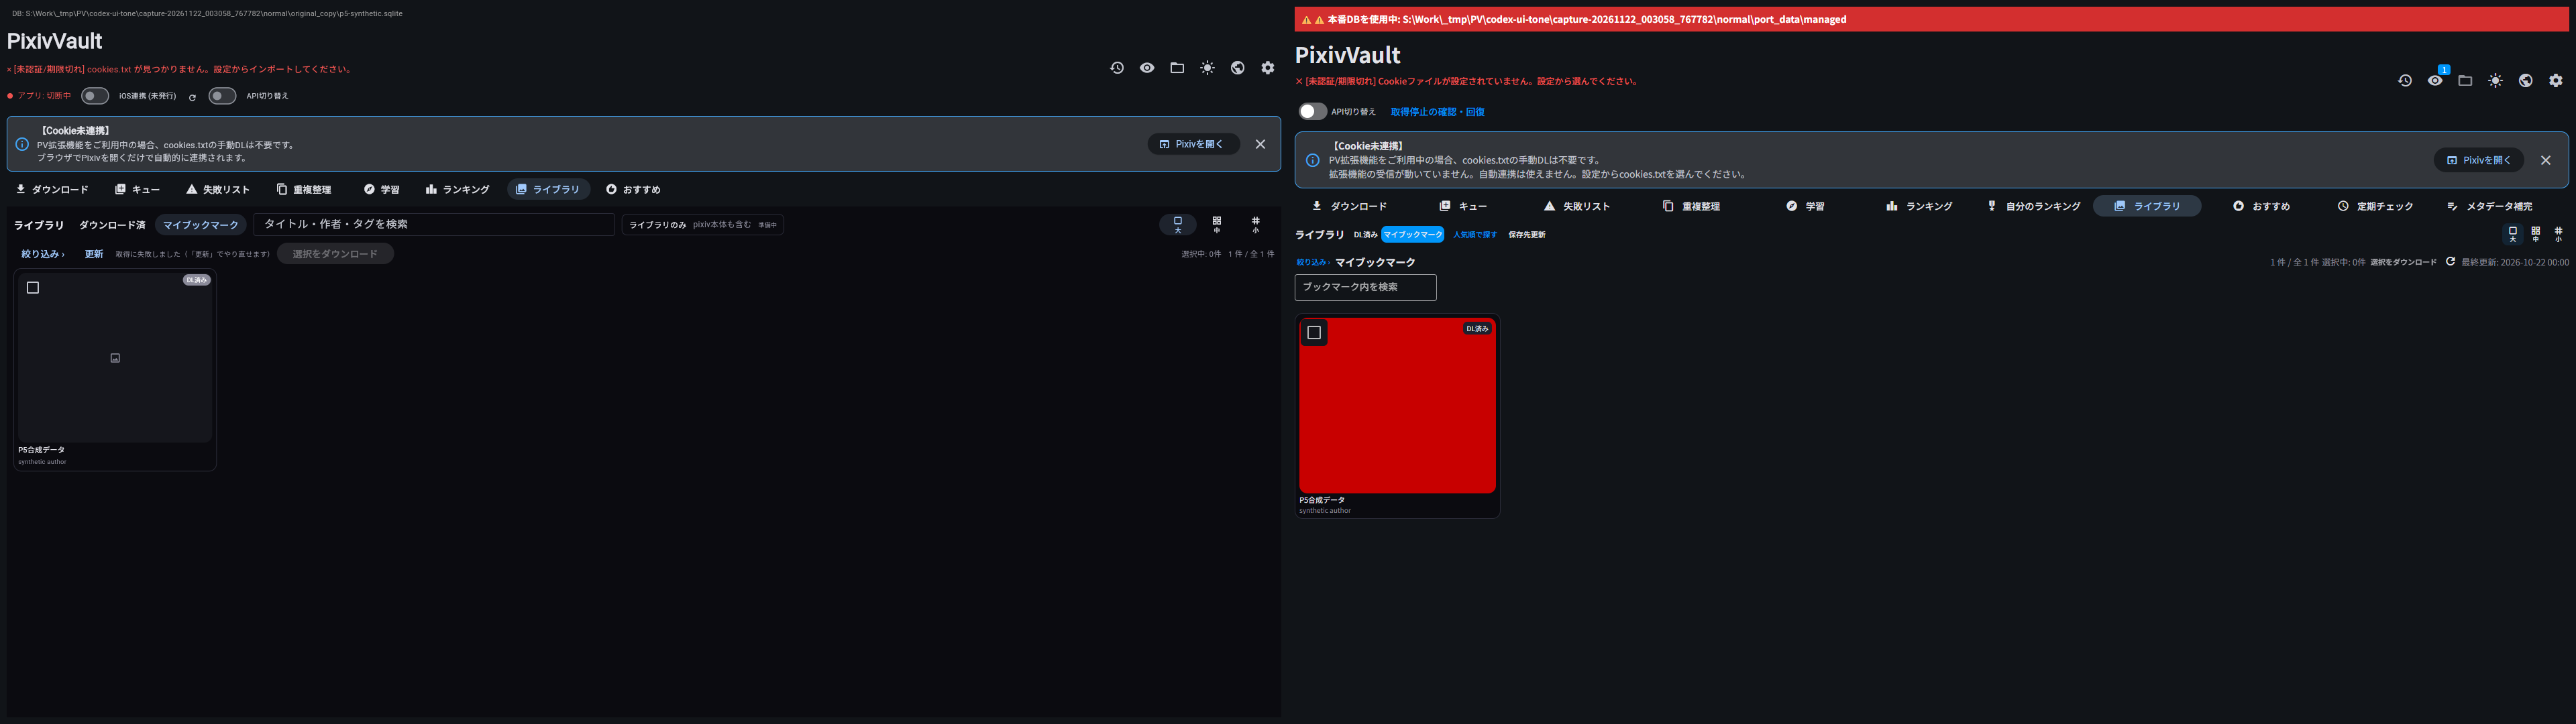 DB: S:\Work\_tmp\PV\codex-ui-tone\capture-20261122_003058_767782\normal\original_copy\p5-synthetic.sqlite
PixivVault
× [未認証/期限切れ] cookies.txt が見つかりません。設定からインポートしてください。
● アプリ: 切断中 iOS連携 (未発行) API切り替え
【Cookie未連携】
PV拡張機能をご利用中の場合、cookies.txtの手動DLは不要です。
ブラウザでPixivを開くだけで自動的に連携されます。
Pixivを開く
ダウンロード キュー 失敗リスト 重複整理 学習 ランキング ライブラリ おすすめ
ライブラリ ダウンロード済 マイブックマーク タイトル・作者・タグを検索 ライブラリのみ pixiv本体も含む 準備中 大 中 小
絞り込み › 更新 取得に失敗しました（「更新」でやり直せます） 選択をダウンロード 選択中: 0件 1 件 / 全 1 件
DL済み
P5合成データ
synthetic author
⚠ ⚠ 本番DBを使用中: S:\Work\_tmp\PV\codex-ui-tone\capture-20261122_003058_767782\normal\port_data\managed
PixivVault
× [未認証/期限切れ] Cookieファイルが設定されていません。設定から選んでください。
1
API切り替え 取得停止の確認・回復
【Cookie未連携】
PV拡張機能をご利用中の場合、cookies.txtの手動DLは不要です。
拡張機能の受信が動いていません。自動連携は使えません。設定からcookies.txtを選んでください。
Pixivを開く
ダウンロード キュー 失敗リスト 重複整理 学習 ランキング 自分のランキング ライブラリ おすすめ 定期チェック メタデータ補完
ライブラリ DL済み マイブックマーク 人気順で探す 保存先更新 大 中 小
絞り込み › マイブックマーク 1 件 / 全 1 件 選択中: 0件 選択をダウンロード 最終更新: 2026-10-22 00:00
ブックマーク内を検索
DL済み
P5合成データ
synthetic author